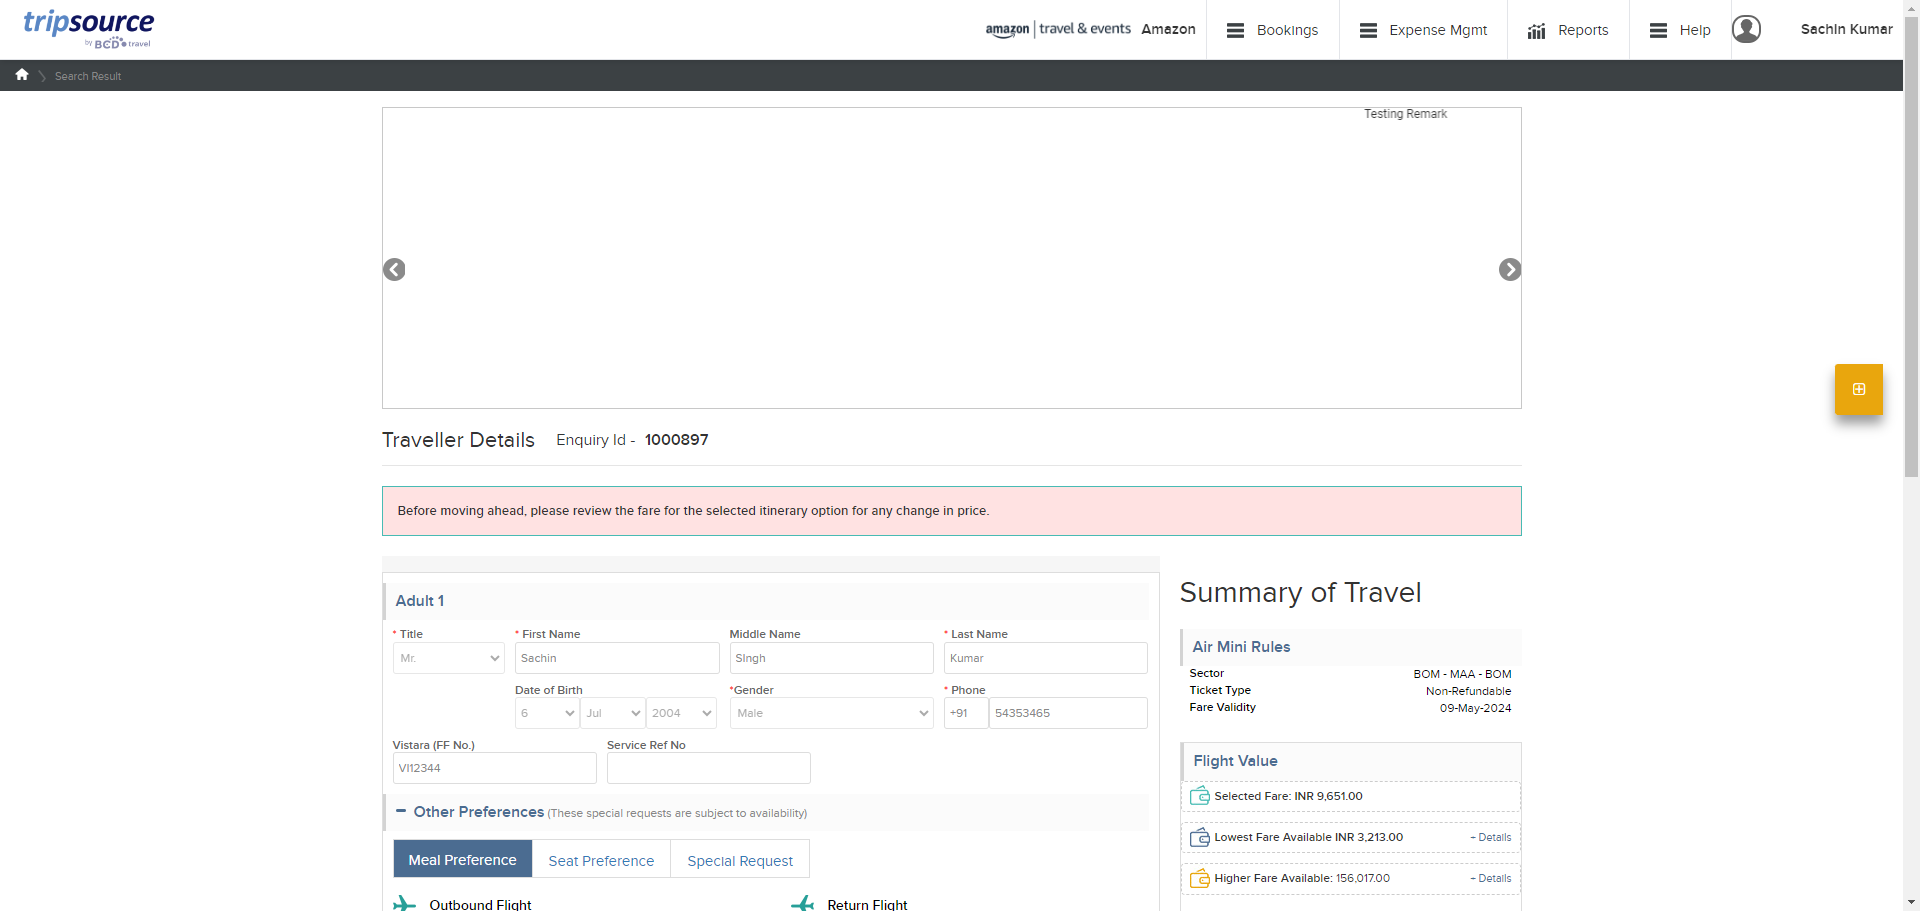 tripsource
by BCD travel
amazon | travel & events Amazon
Bookings
Expense Mgmt
Reports
Help
Sachin Kumar
Search Result
Testing Remark
Traveller Details Enquiry Id - 1000897
Before moving ahead, please review the fare for the selected itinerary option for any change in price.
Adult 1
* Title * First Name Middle Name * Last Name
Mr. Sachin SIngh Kumar
Date of Birth *Gender * Phone
6 Jul 2004 Male +91 54353465
Vistara (FF No.) Service Ref No
VI12344
Other Preferences (These special requests are subject to availability)
Meal Preference Seat Preference Special Request
Outbound Flight Return Flight
Summary of Travel
Air Mini Rules
Sector BOM - MAA - BOM
Ticket Type Non-Refundable
Fare Validity 09-May-2024
Flight Value
Selected Fare: INR 9,651.00
Lowest Fare Available INR 3,213.00 + Details
Higher Fare Available: 156,017.00 + Details